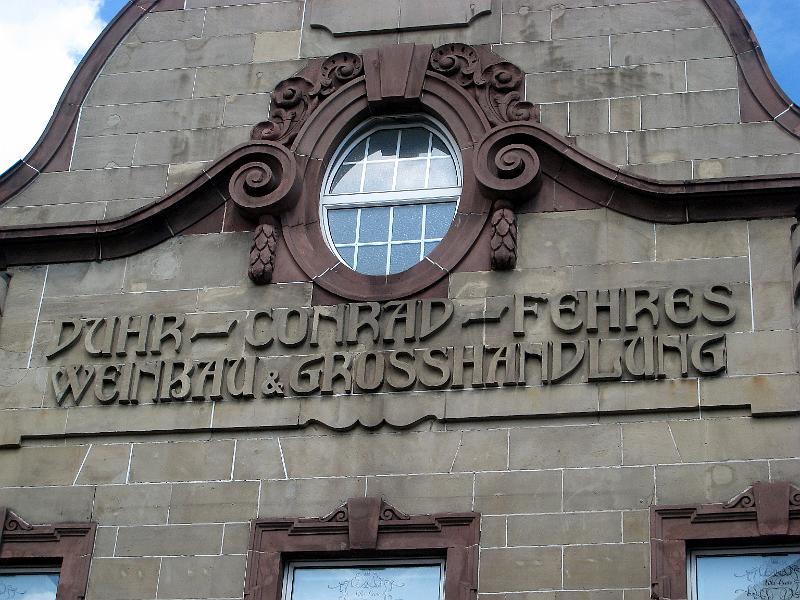 DUHR–CONRAD–FEHRES
WEINBAU & GROSSHANDLUNG